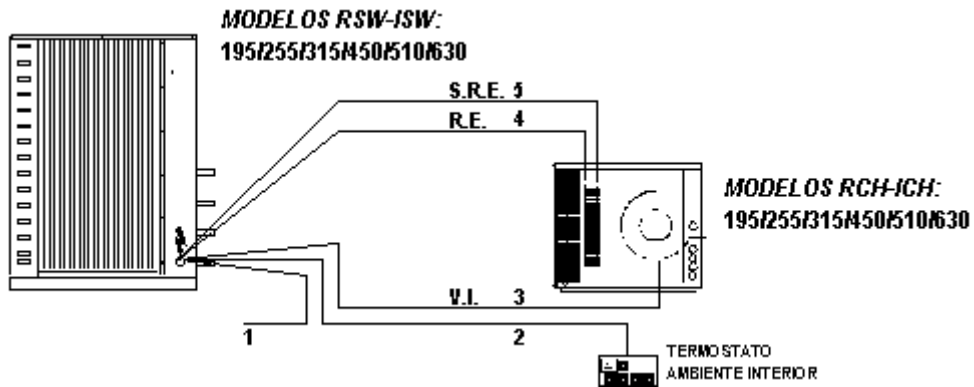 MODELOS RSW-ISW:
195/255/315/450/510/630
S.R.E. 5
R.E. 4
MODELOS RCH-ICH:
195/255/315/450/510/630
V.I. 3
1
2
TERMOSTATO
AMBIENTE INTERIOR